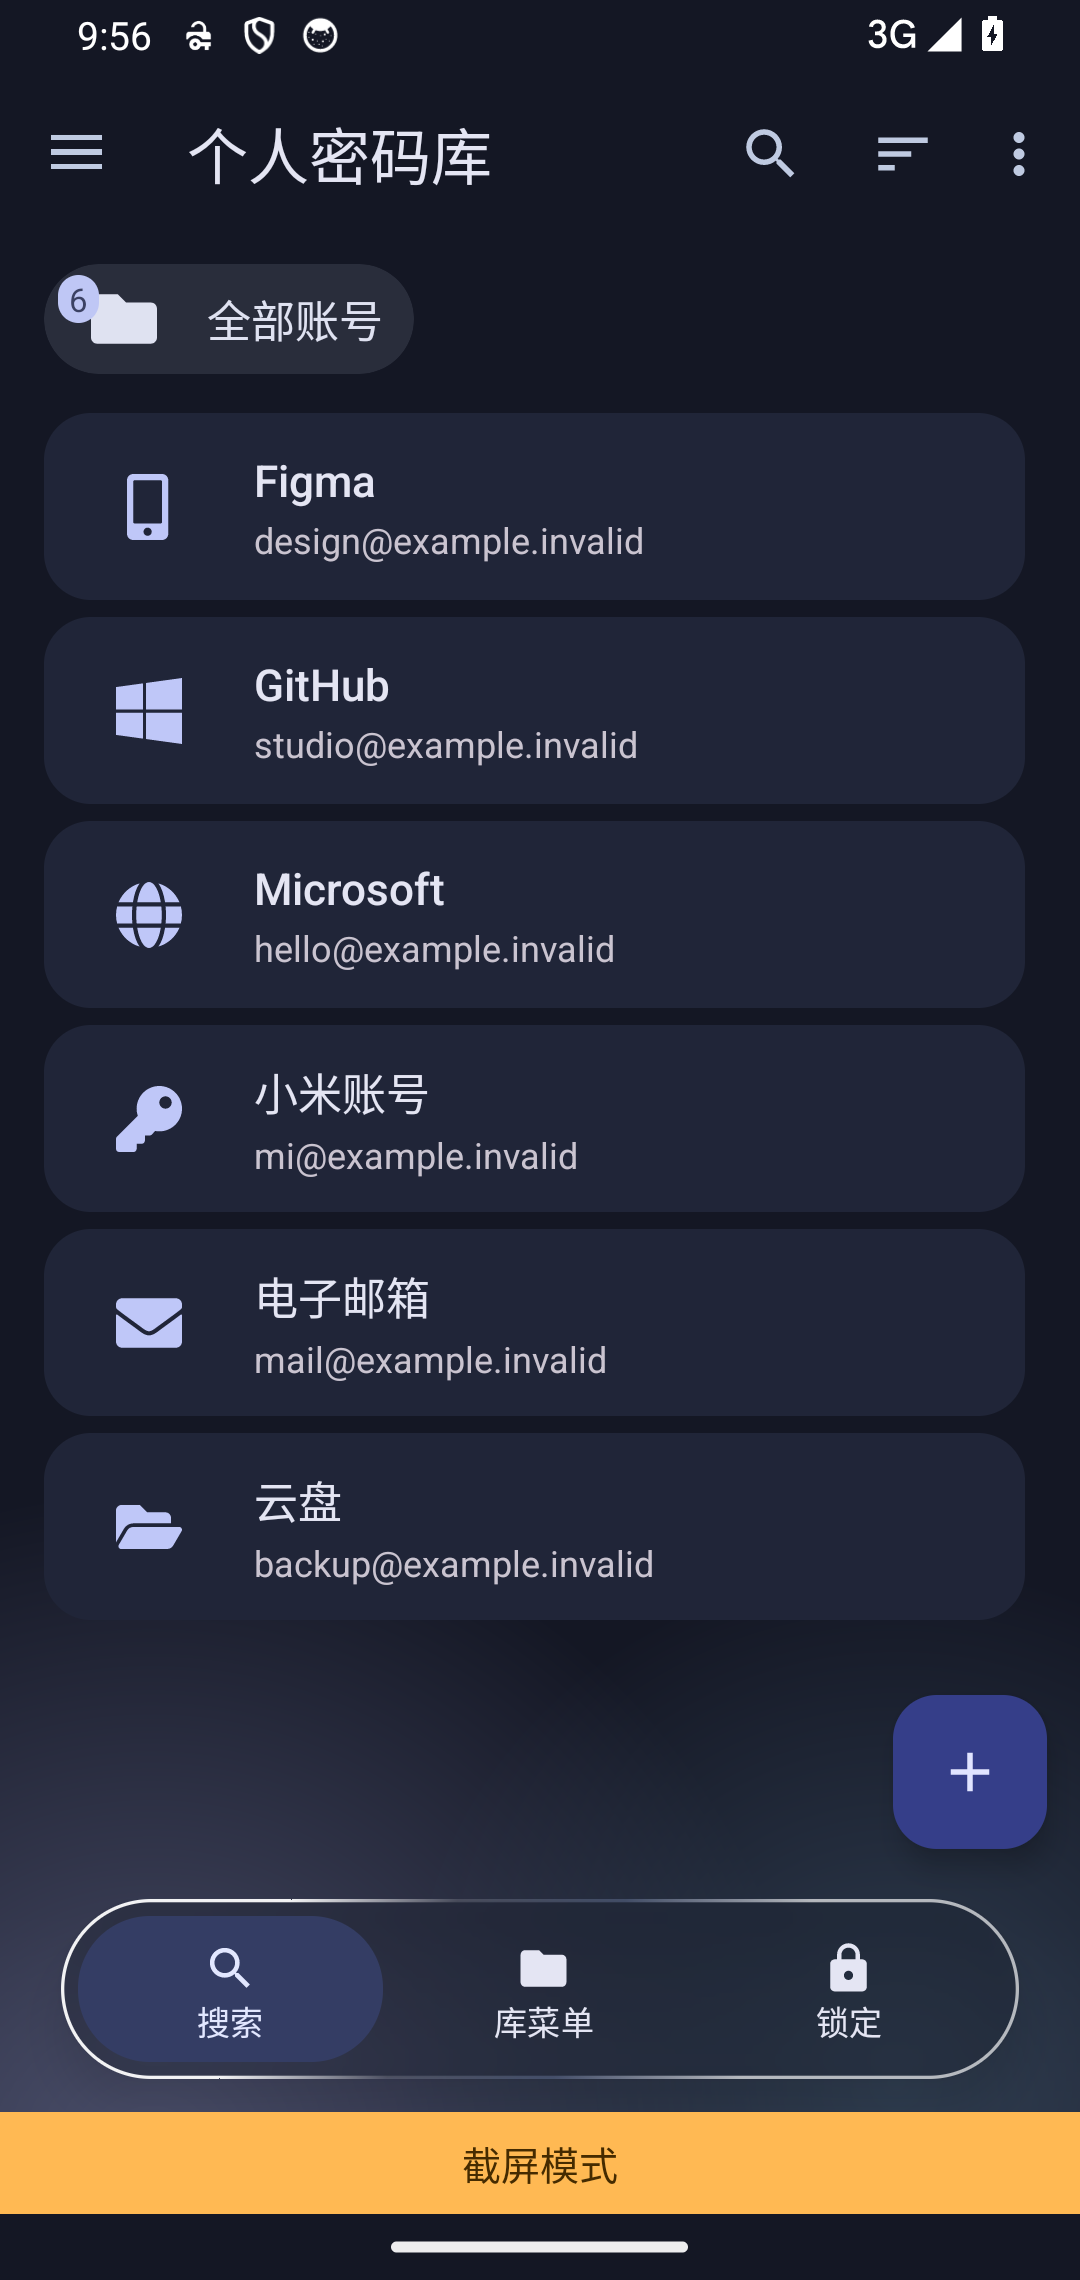 9:56
3G
个人密码库
6
全部账号
Figma
design@example.invalid
GitHub
studio@example.invalid
Microsoft
hello@example.invalid
小米账号
mi@example.invalid
电子邮箱
mail@example.invalid
云盘
backup@example.invalid
搜索
库菜单
锁定
截屏模式